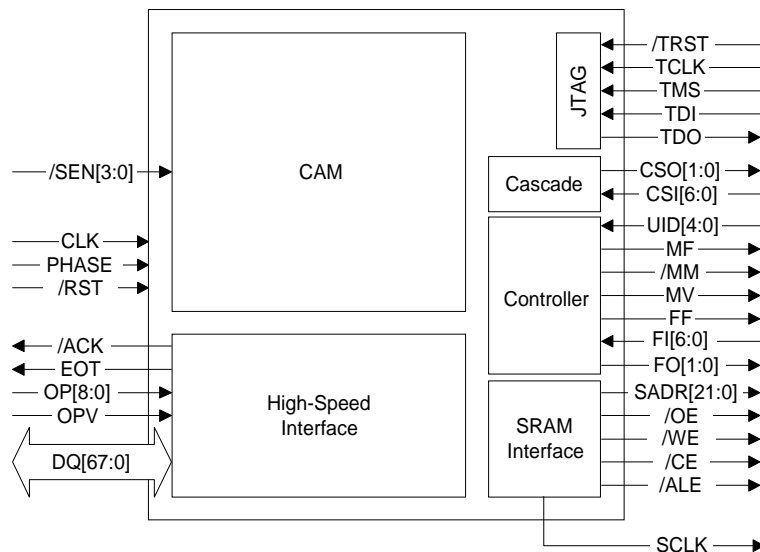 /SEN[3:0]
CLK
PHASE
/RST
/ACK
EOT
OP[8:0]
OPV
DQ[67:0]
CAM
High-Speed
Interface
JTAG
Cascade
Controller
SRAM
Interface
/TRST
TCLK
TMS
TDI
TDO
CSO[1:0]
CSI[6:0]
UID[4:0]
MF
/MM
MV
FF
FI[6:0]
FO[1:0]
SADR[21:0]
/OE
/WE
/CE
/ALE
SCLK